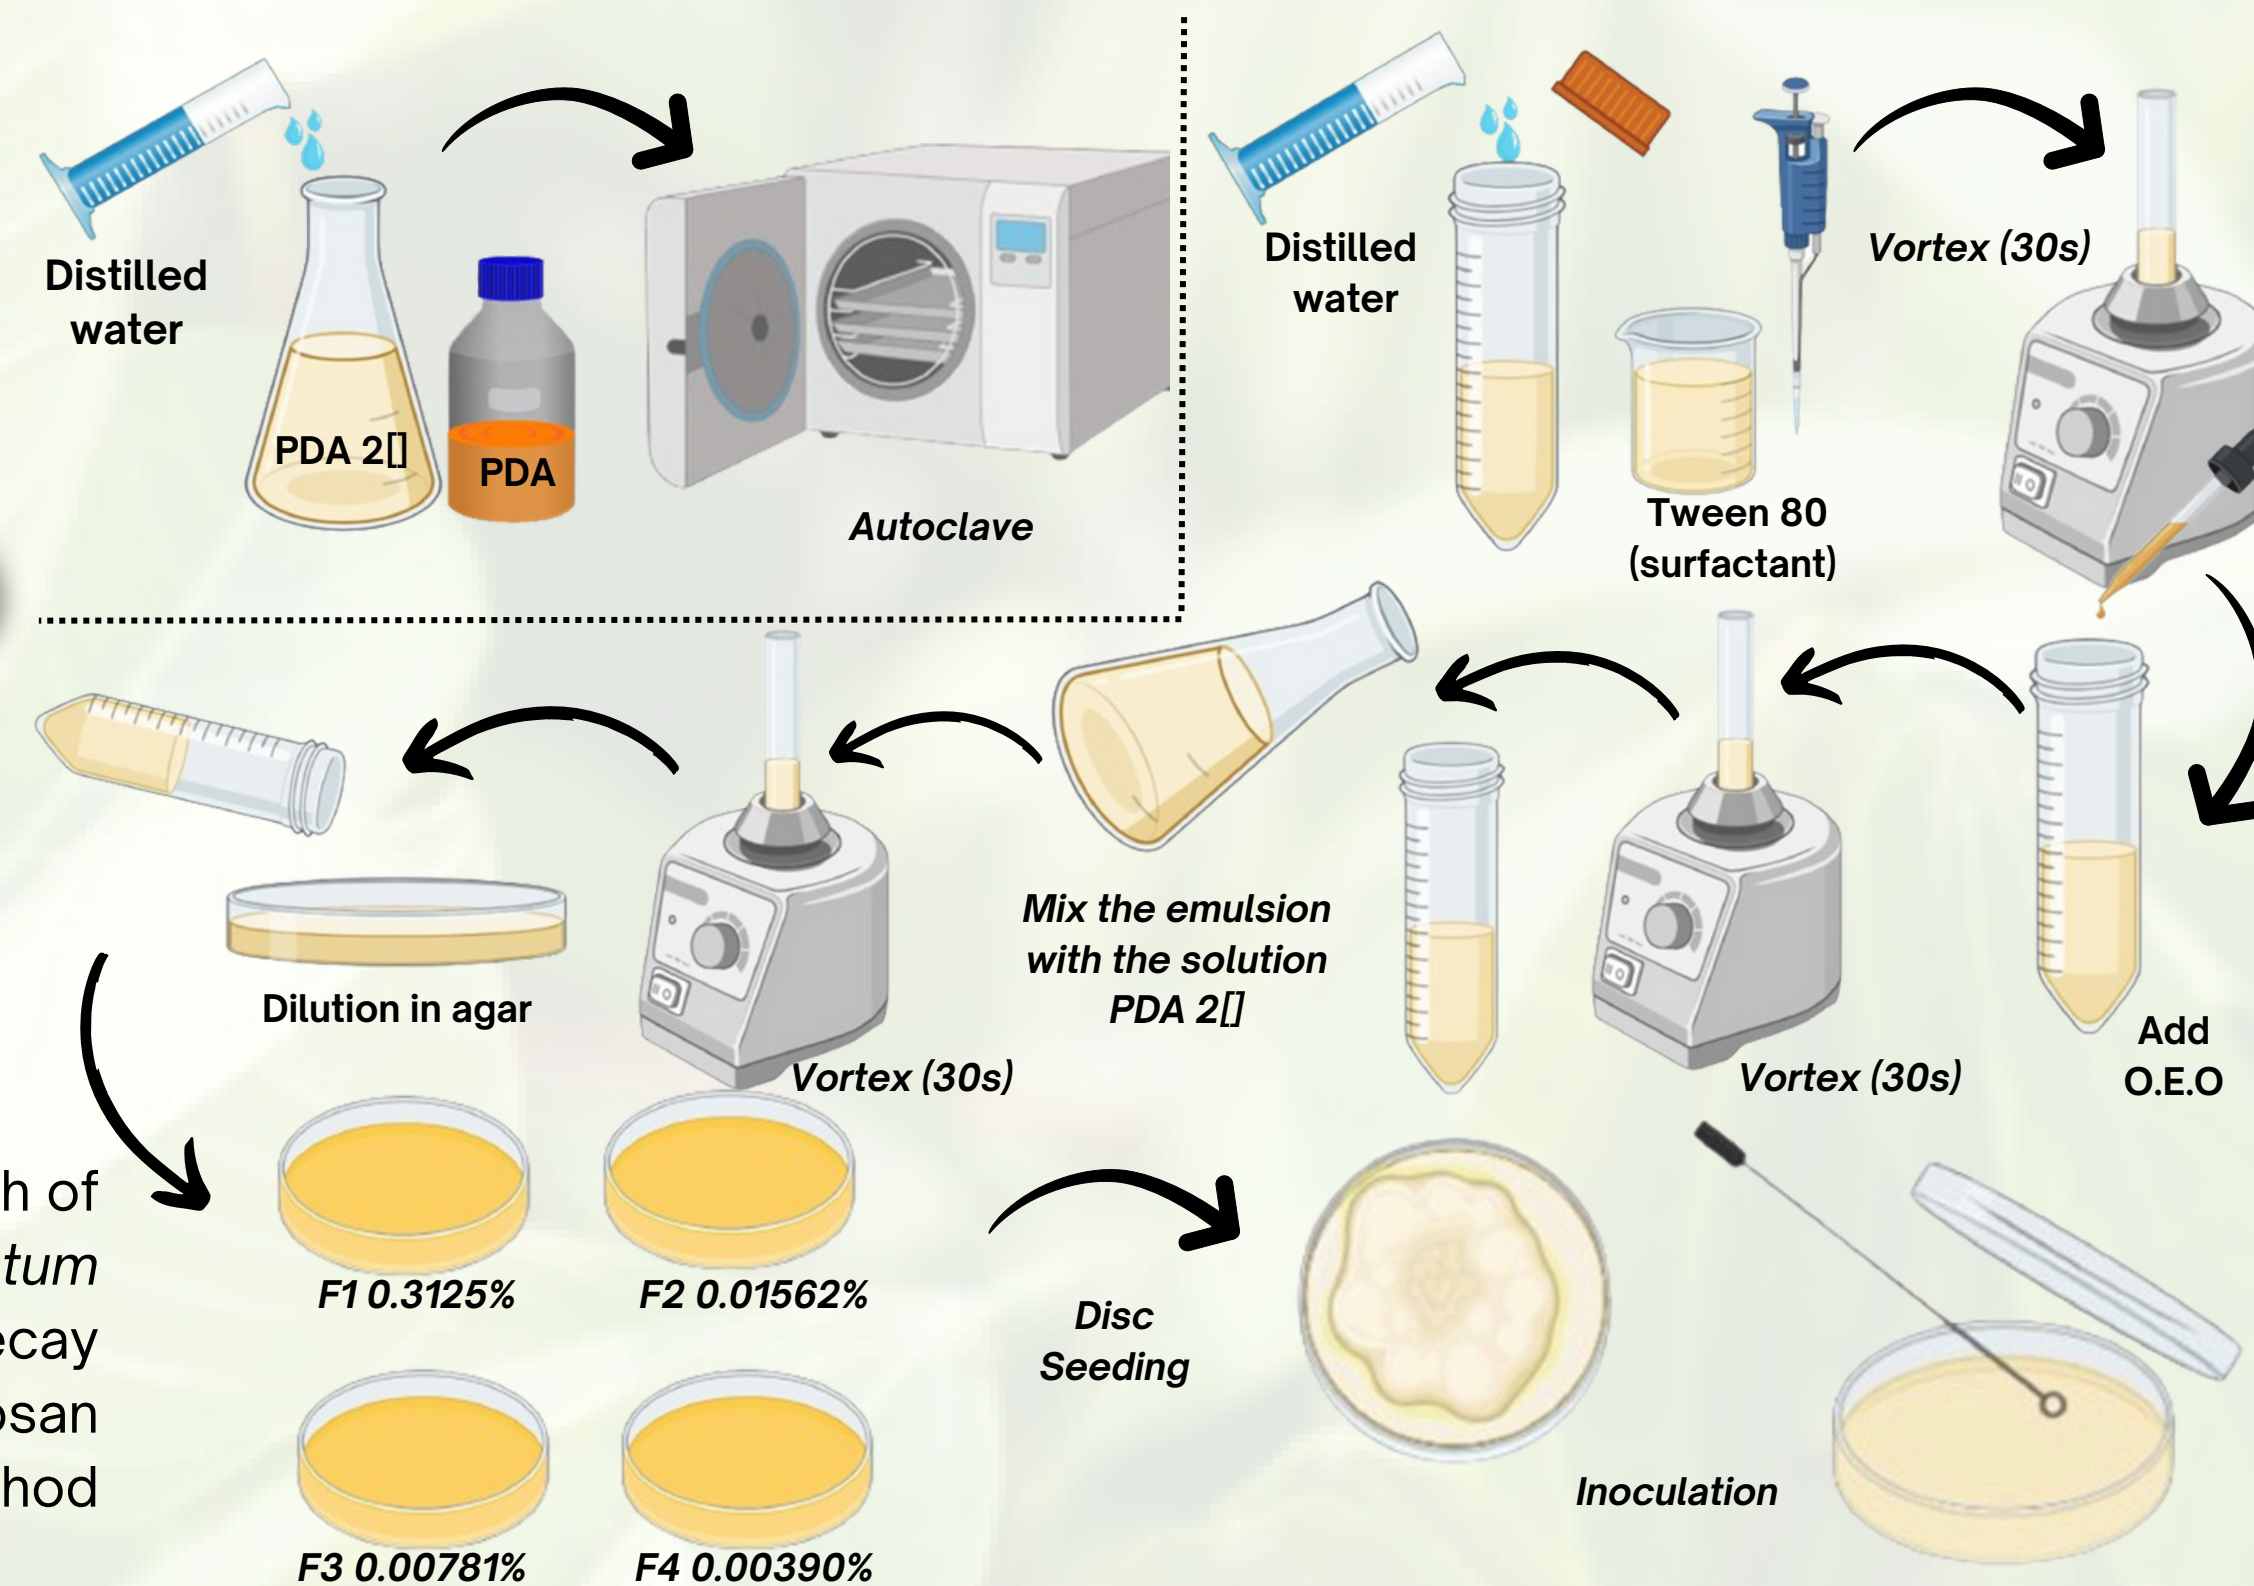 Distilled
water
PDA 2[]
PDA
Autoclave
Distilled
water
Tween 80
(surfactant)
Vortex (30s)
Add
O.E.O
Vortex (30s)
Mix the emulsion
with the solution
PDA 2[]
Vortex (30s)
Dilution in agar
F1 0.3125%
F2 0.01562%
F3 0.00781%
F4 0.00390%
Disc
Seeding
Inoculation
h of
tum
ecay
osan
hod